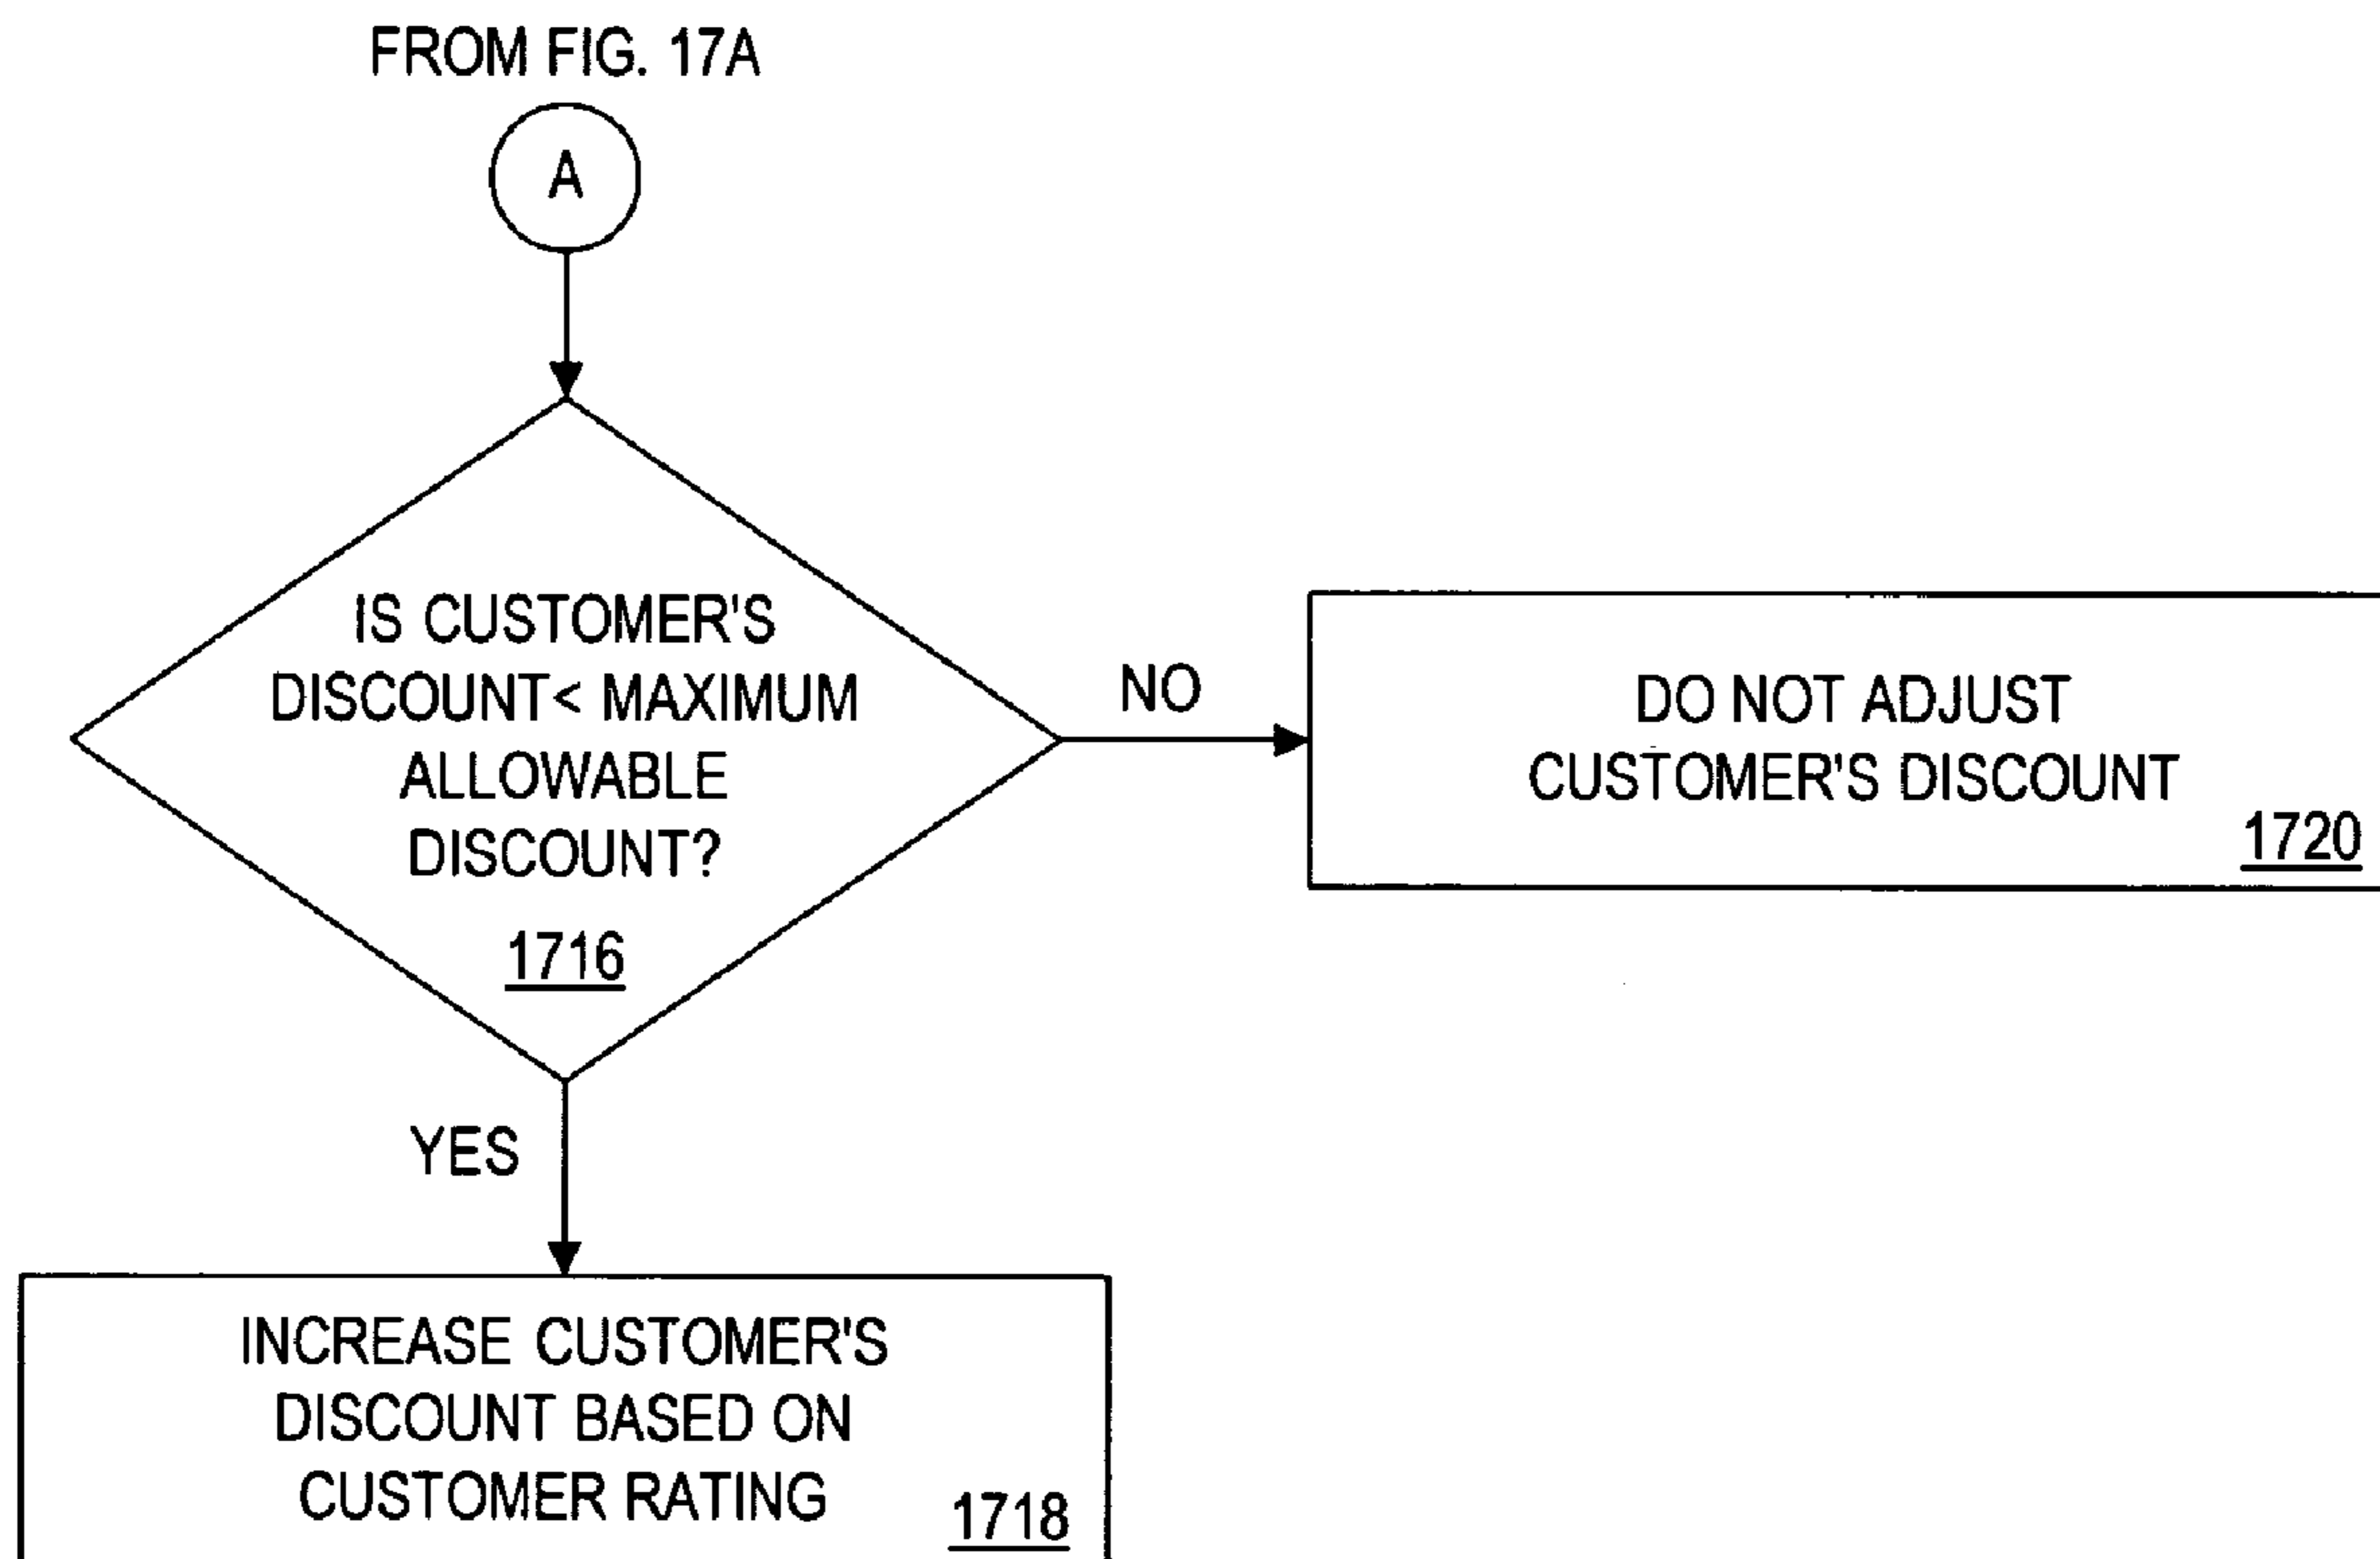 FROM FIG. 17A
A
IS CUSTOMER'S
DISCOUNT< MAXIMUM
ALLOWABLE
DISCOUNT?
1716
NO
DO NOT ADJUST
CUSTOMER'S DISCOUNT
1720
YES
INCREASE CUSTOMER'S
DISCOUNT BASED ON
CUSTOMER RATING
1718